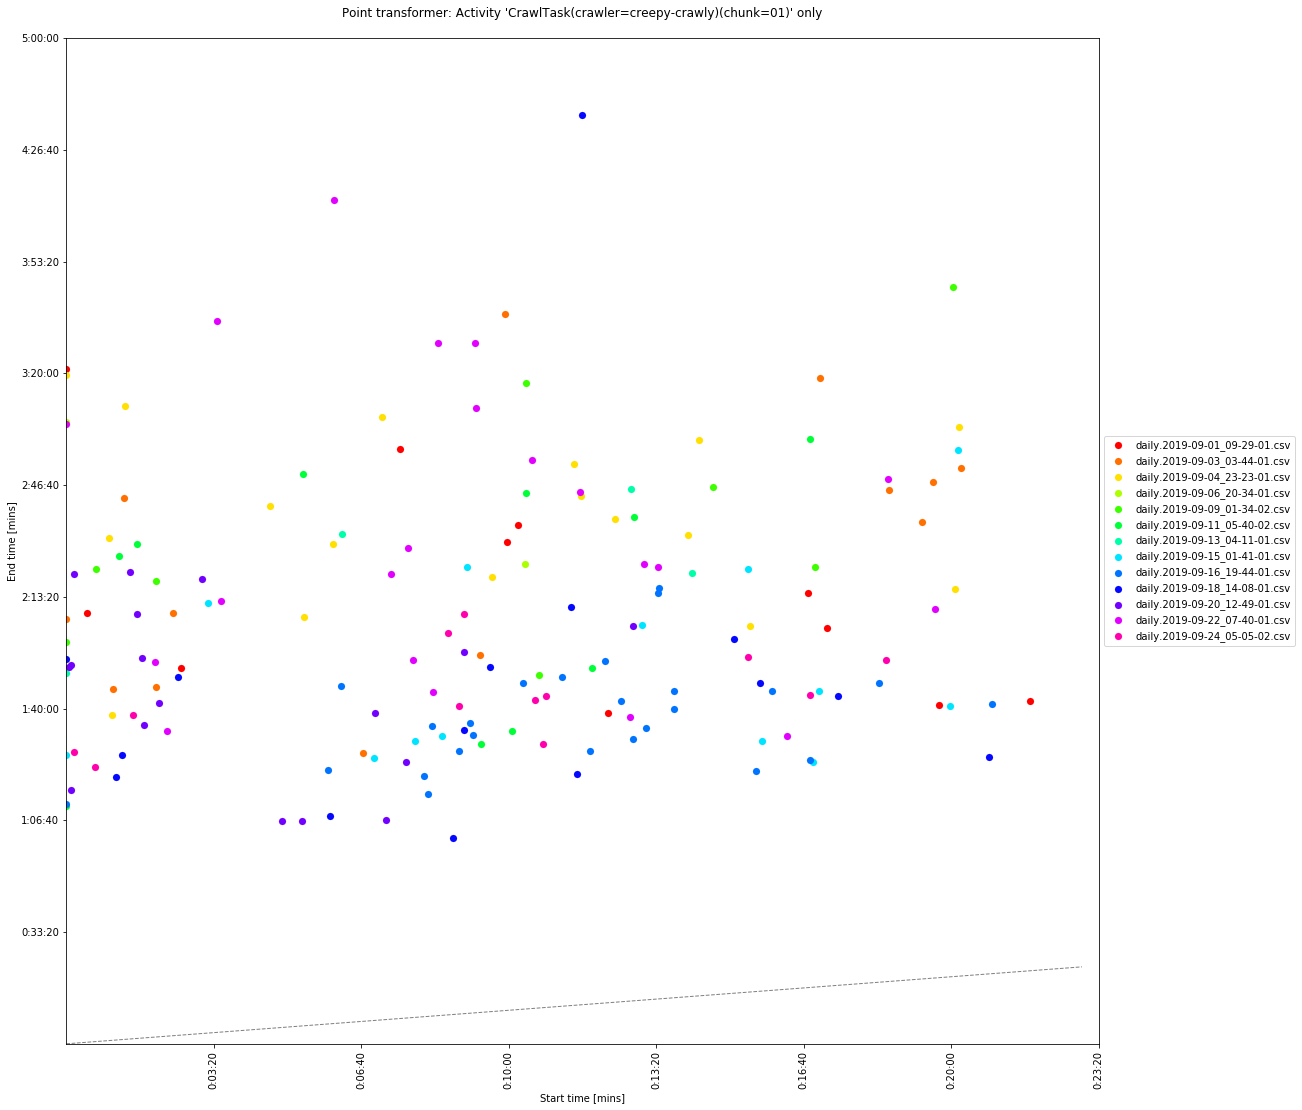 Point transformer: Activity 'CrawlTask(crawler=creepy-crawly)(chunk=01)' only
5:00:00
4:26:40
3:53:20
3:20:00
2:46:40
2:13:20
1:40:00
1:06:40
0:33:20
End time [mins]
0:03:20
0:06:40
0:10:00
0:13:20
0:16:40
0:20:00
0:23:20
Start time [mins]
daily.2019-09-01_09-29-01.csv
daily.2019-09-03_03-44-01.csv
daily.2019-09-04_23-23-01.csv
daily.2019-09-06_20-34-01.csv
daily.2019-09-09_01-34-02.csv
daily.2019-09-11_05-40-02.csv
daily.2019-09-13_04-11-01.csv
daily.2019-09-15_01-41-01.csv
daily.2019-09-16_19-44-01.csv
daily.2019-09-18_14-08-01.csv
daily.2019-09-20_12-49-01.csv
daily.2019-09-22_07-40-01.csv
daily.2019-09-24_05-05-02.csv